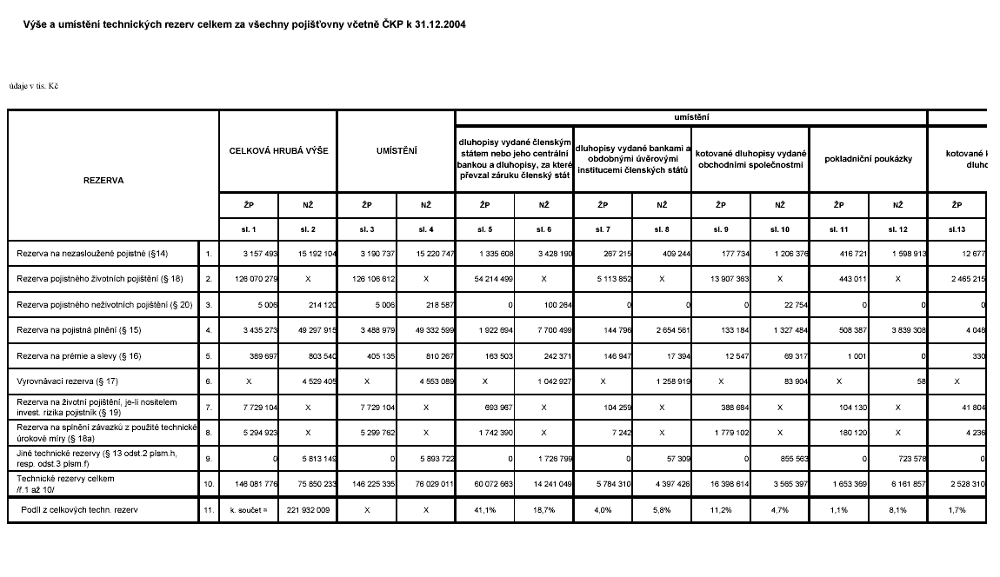 Výše a umístění technických rezerv celkem za všechny pojišťovny včetně ČKP k 31.12.2004
údaje v tis. Kč
umístění
REZERVA
CELKOVÁ HRUBÁ VÝŠE
UMÍSTĚNÍ
dluhopisy vydané členským
státem nebo jeho centrální
bankou a dluhopisy, za které
převzal záruku členský stát
dluhopisy vydané bankami a
obdobnými úvěrovými
institucemi členských států
kotované dluhopisy vydané
obchodními společnostmi
pokladniční poukázky
kotované k
dluho
ŽP NŽ ŽP NŽ ŽP NŽ ŽP NŽ ŽP NŽ ŽP NŽ ŽP
sl. 1 sl. 2 sl. 3 sl. 4 sl. 5 sl. 6 sl. 7 sl. 8 sl. 9 sl. 10 sl. 11 sl. 12 sl.13
Rezerva na nezasloužené pojistné (§14) 1. 3 157 493 15 192 104 3 190 737 15 220 747 1 335 608 3 428 190 267 215 409 244 177 734 1 206 376 416 721 1 598 913 12 677
Rezerva pojistného životních pojištění (§ 18) 2. 126 070 279 X 126 106 612 X 54 214 499 X 5 113 852 X 13 907 363 X 443 011 X 2 465 215
Rezerva pojistného neživotních pojištění (§ 20) 3. 5 006 214 120 5 006 218 587 0 100 264 0 0 0 22 754 0 0 0
Rezerva na pojistná plnění (§ 15) 4. 3 435 273 49 297 915 3 488 979 49 332 599 1 922 694 7 700 499 144 796 2 654 561 133 184 1 327 484 508 387 3 839 308 4 048
Rezerva na prémie a slevy (§ 16) 5. 389 697 803 540 405 135 810 267 163 503 242 371 146 947 17 394 12 547 69 317 1 001 0 330
Vyrovnávací rezerva (§ 17) 6. X 4 529 405 X 4 553 089 X 1 042 927 X 1 258 919 X 83 904 X 58 X
Rezerva na životní pojištění, je-li nositelem
invest. rizika pojistník (§ 19) 7. 7 729 104 X 7 729 104 X 693 967 X 104 259 X 388 684 X 104 130 X 41 804
Rezerva na splnění závazků z použité technické
úrokové míry (§ 18a) 8. 5 294 923 X 5 299 762 X 1 742 390 X 7 242 X 1 779 102 X 180 120 X 4 236
Jiné technické rezervy (§ 13 odst.2 písm.h,
resp. odst.3 písm.f) 9. 0 5 813 149 0 5 893 722 0 1 726 799 0 57 309 0 855 563 0 723 578 0
Technické rezervy celkem
/ř.1 až 10/ 10. 146 081 776 75 850 233 146 225 335 76 029 011 60 072 663 14 241 049 5 784 310 4 397 426 16 398 614 3 565 397 1 653 369 6 161 857 2 528 310
Podíl z celkových techn. rezerv 11. k. součet = 221 932 009 X X 41,1% 18,7% 4,0% 5,8% 11,2% 4,7% 1,1% 8,1% 1,7%